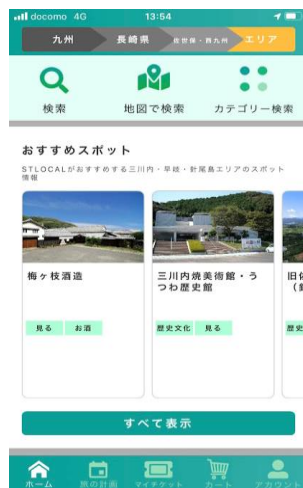 docomo 4G 13:54
九州 長崎県 佐世保・西九州 エリア
検索 地図で検索 カテゴリー検索
おすすめスポット
STLOCALがおすすめする三川内・早岐・針尾島エリアのスポット
情報
梅ヶ枝酒造 三川内焼美術館・う
つわ歴史館
見る お酒 歴史文化 見る
すべて表示
ホーム 旅の計画 マイチケット カート アカウント